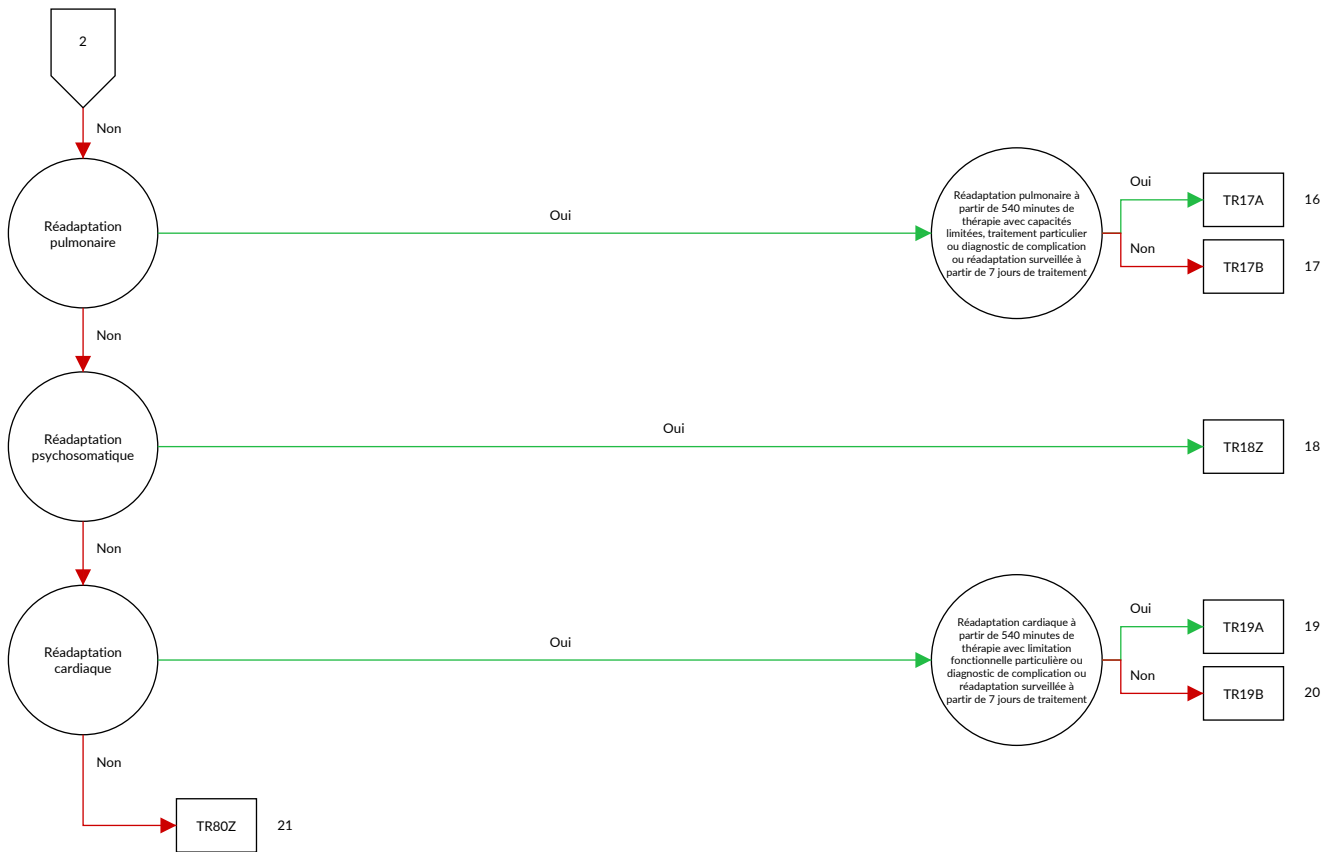 2
Non
Réadaptation
pulmonaire
Oui
Réadaptation pulmonaire à
partir de 540 minutes de
thérapie avec capacités
limitées, traitement particulier
ou diagnostic de complication
ou réadaptation surveillée à
partir de 7 jours de traitement
Oui
TR17A
16
Non
TR17B
17
Non
Réadaptation
psychosomatique
Oui
TR18Z
18
Non
Réadaptation
cardiaque
Oui
Réadaptation cardiaque à
partir de 540 minutes de
thérapie avec limitation
fonctionnelle particulière ou
diagnostic de complication ou
réadaptation surveillée à
partir de 7 jours de traitement
Oui
TR19A
19
Non
TR19B
20
Non
TR80Z
21